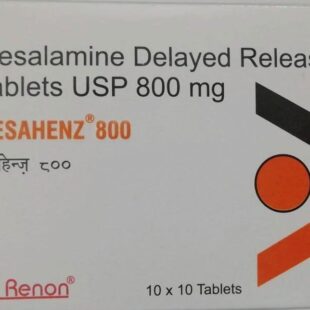 esalamine Delayed Releas
ablets USP 800 mg
ESAHENZ® 800
हेन्ज़ ८००
Renon®
10 x 10 Tablets